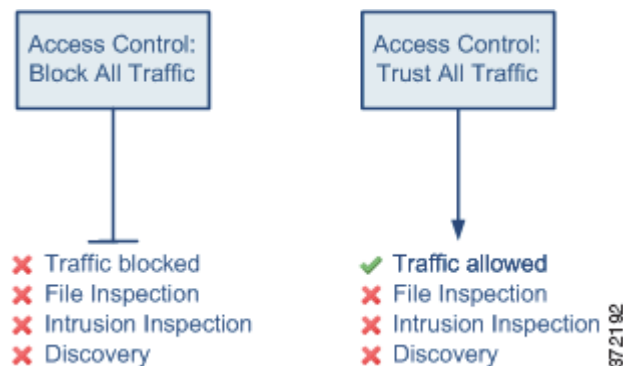 Access Control:
Block All Traffic
Traffic blocked
File Inspection
Intrusion Inspection
Discovery
Access Control:
Trust All Traffic
Traffic allowed
File Inspection
Intrusion Inspection
Discovery
372192